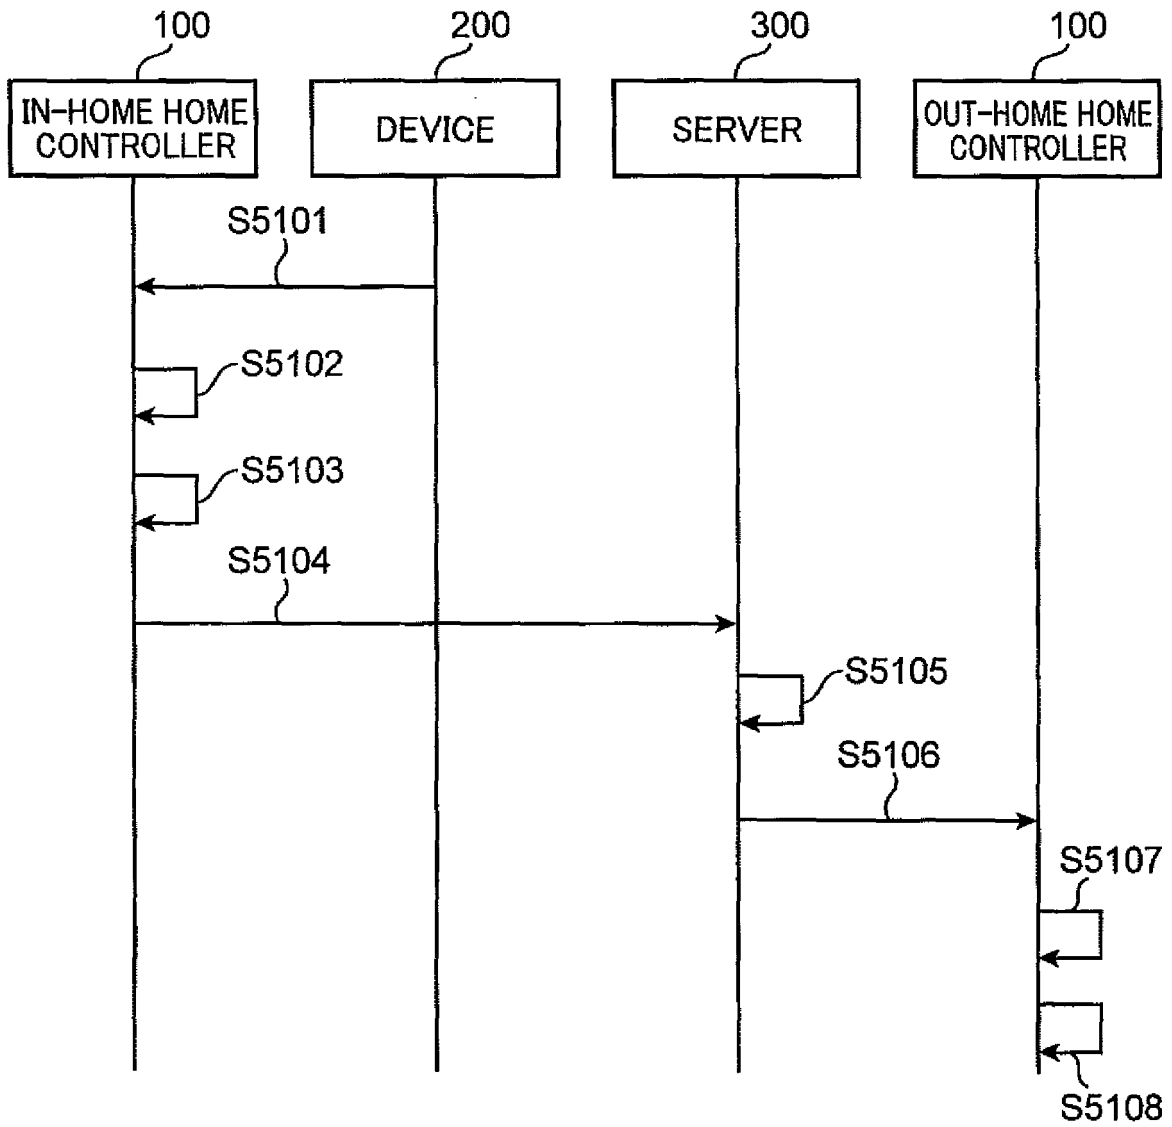 100
200
300
100
IN-HOME HOME
CONTROLLER
DEVICE
SERVER
OUT-HOME HOME
CONTROLLER
S5101
S5102
S5103
S5104
S5105
S5106
S5107
S5108